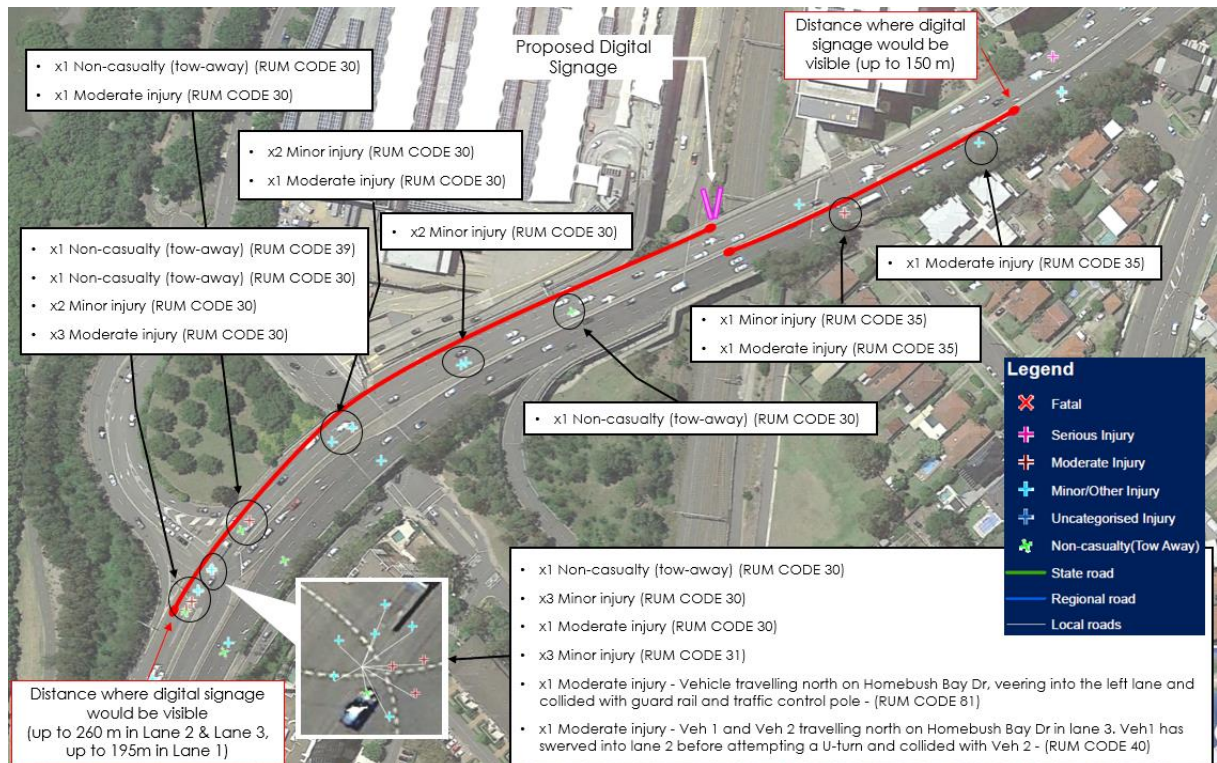 Distance where digital
signage would be
visible (up to 150 m)
Proposed Digital
Signage
• x1 Non-casualty (tow-away) (RUM CODE 30)
• x1 Moderate injury (RUM CODE 30)
• x2 Minor injury (RUM CODE 30)
• x1 Moderate injury (RUM CODE 30)
• x2 Minor injury (RUM CODE 30)
• x1 Non-casualty (tow-away) (RUM CODE 39)
• x1 Non-casualty (tow-away) (RUM CODE 30)
• x2 Minor injury (RUM CODE 30)
• x3 Moderate injury (RUM CODE 30)
• x1 Moderate injury (RUM CODE 35)
• x1 Minor injury (RUM CODE 35)
• x1 Moderate injury (RUM CODE 35)
• x1 Non-casualty (tow-away) (RUM CODE 30)
Legend
Fatal
Serious Injury
Moderate Injury
Minor/Other Injury
Uncategorised Injury
Non-casualty(Tow Away)
State road
Regional road
Local roads
• x1 Non-casualty (tow-away) (RUM CODE 30)
• x3 Minor injury (RUM CODE 30)
• x1 Moderate injury (RUM CODE 30)
• x3 Minor injury (RUM CODE 31)
• x1 Moderate injury - Vehicle travelling north on Homebush Bay Dr, veering into the left lane and
collided with guard rail and traffic control pole - (RUM CODE 81)
• x1 Moderate injury - Veh 1 and Veh 2 travelling north on Homebush Bay Dr in lane 3. Veh1 has
swerved into lane 2 before attempting a U-turn and collided with Veh 2 - (RUM CODE 40)
Distance where digital signage
would be visible
(up to 260 m in Lane 2 & Lane 3,
up to 195m in Lane 1)